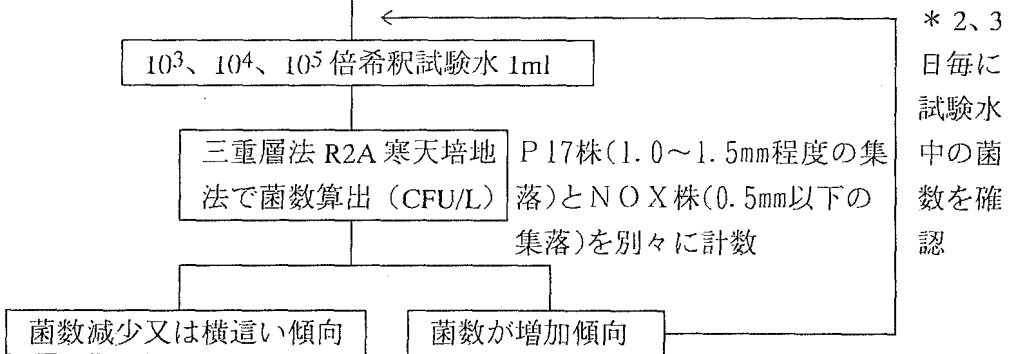 10³、10⁴、10⁵ 倍希釈試験水 1ml
三重層法 R2A 寒天培地
法で菌数算出（CFU/L）
P17株(1.0～1.5mm程度の集
落)とNOX株(0.5mm以下の
集落)を別々に計数
＊2、3
日毎に
試験水
中の菌
数を確
認
菌数減少又は横這い傾向
菌数が増加傾向